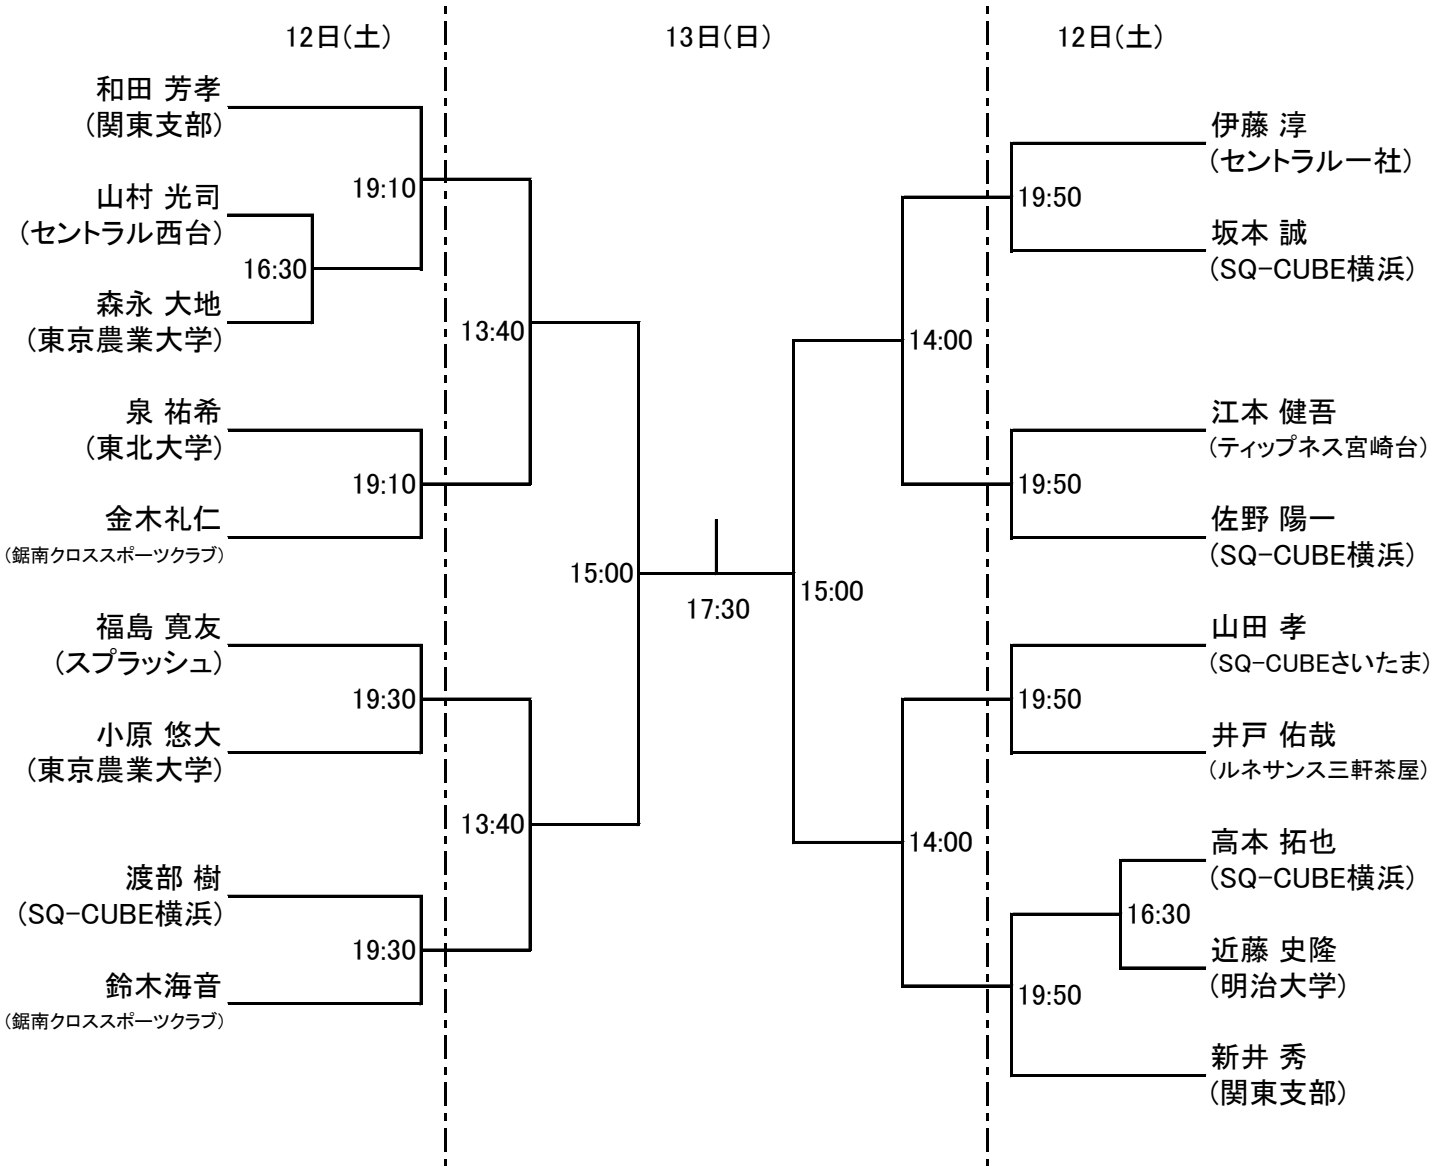 12日(土)
13日(日)
12日(土)
和田 芳孝
(関東支部)
山村 光司
(セントラル西台)
森永 大地
(東京農業大学)
泉 祐希
(東北大学)
金木礼仁
(鋸南クロススポーツクラブ)
福島 寛友
(スプラッシュ)
小原 悠大
(東京農業大学)
渡部 樹
(SQ-CUBE横浜)
鈴木海音
(鋸南クロススポーツクラブ)
16:30
19:10
19:10
19:30
19:30
13:40
13:40
15:00
17:30
15:00
14:00
14:00
19:50
19:50
19:50
19:50
16:30
伊藤 淳
(セントラル一社)
坂本 誠
(SQ-CUBE横浜)
江本 健吾
(ティップネス宮崎台)
佐野 陽一
(SQ-CUBE横浜)
山田 孝
(SQ-CUBEさいたま)
井戸 佑哉
(ルネサンス三軒茶屋)
高本 拓也
(SQ-CUBE横浜)
近藤 史隆
(明治大学)
新井 秀
(関東支部)